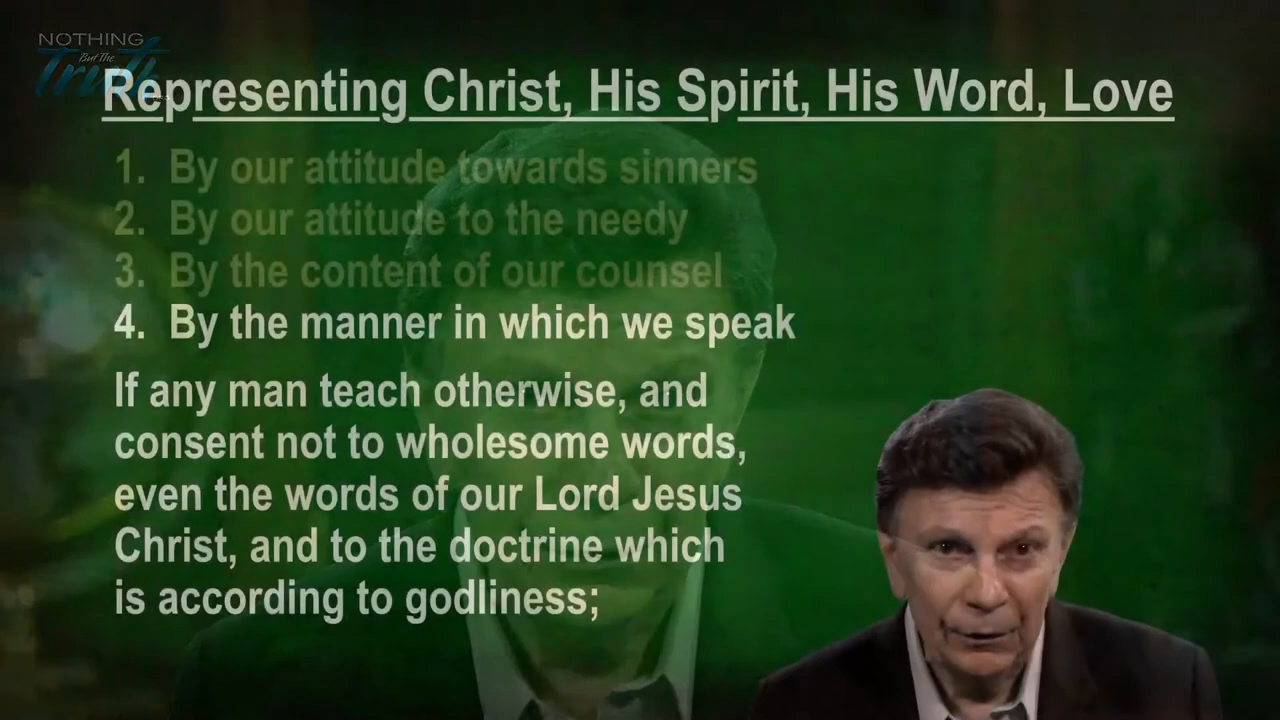 NOTHING
But The
Truth
Representing Christ, His Spirit, His Word, Love
1. By our attitude towards sinners
2. By our attitude to the needy
3. By the content of our counsel
4. By the manner in which we speak
If any man teach otherwise, and
consent not to wholesome words,
even the words of our Lord Jesus
Christ, and to the doctrine which
is according to godliness;